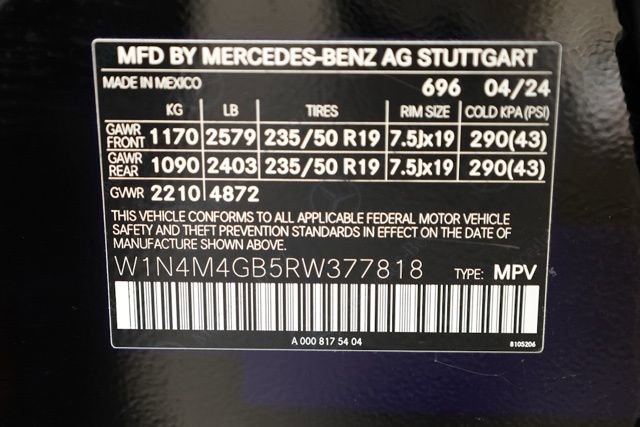 MFD BY MERCEDES-BENZ AG STUTTGART
MADE IN MEXICO 696 04/24
KG LB TIRES RIM SIZE COLD KPA (PSI)
GAWR FRONT 1170 2579 235/50 R19 7.5Jx19 290(43)
GAWR REAR 1090 2403 235/50 R19 7.5Jx19 290(43)
GVWR 2210 4872
THIS VEHICLE CONFORMS TO ALL APPLICABLE FEDERAL MOTOR VEHICLE
SAFETY AND THEFT PREVENTION STANDARDS IN EFFECT ON THE DATE
OF MANUFACTURE SHOWN ABOVE.
W1N4M4GB5RW377818 TYPE: MPV
A 000 817 54 04
8105206